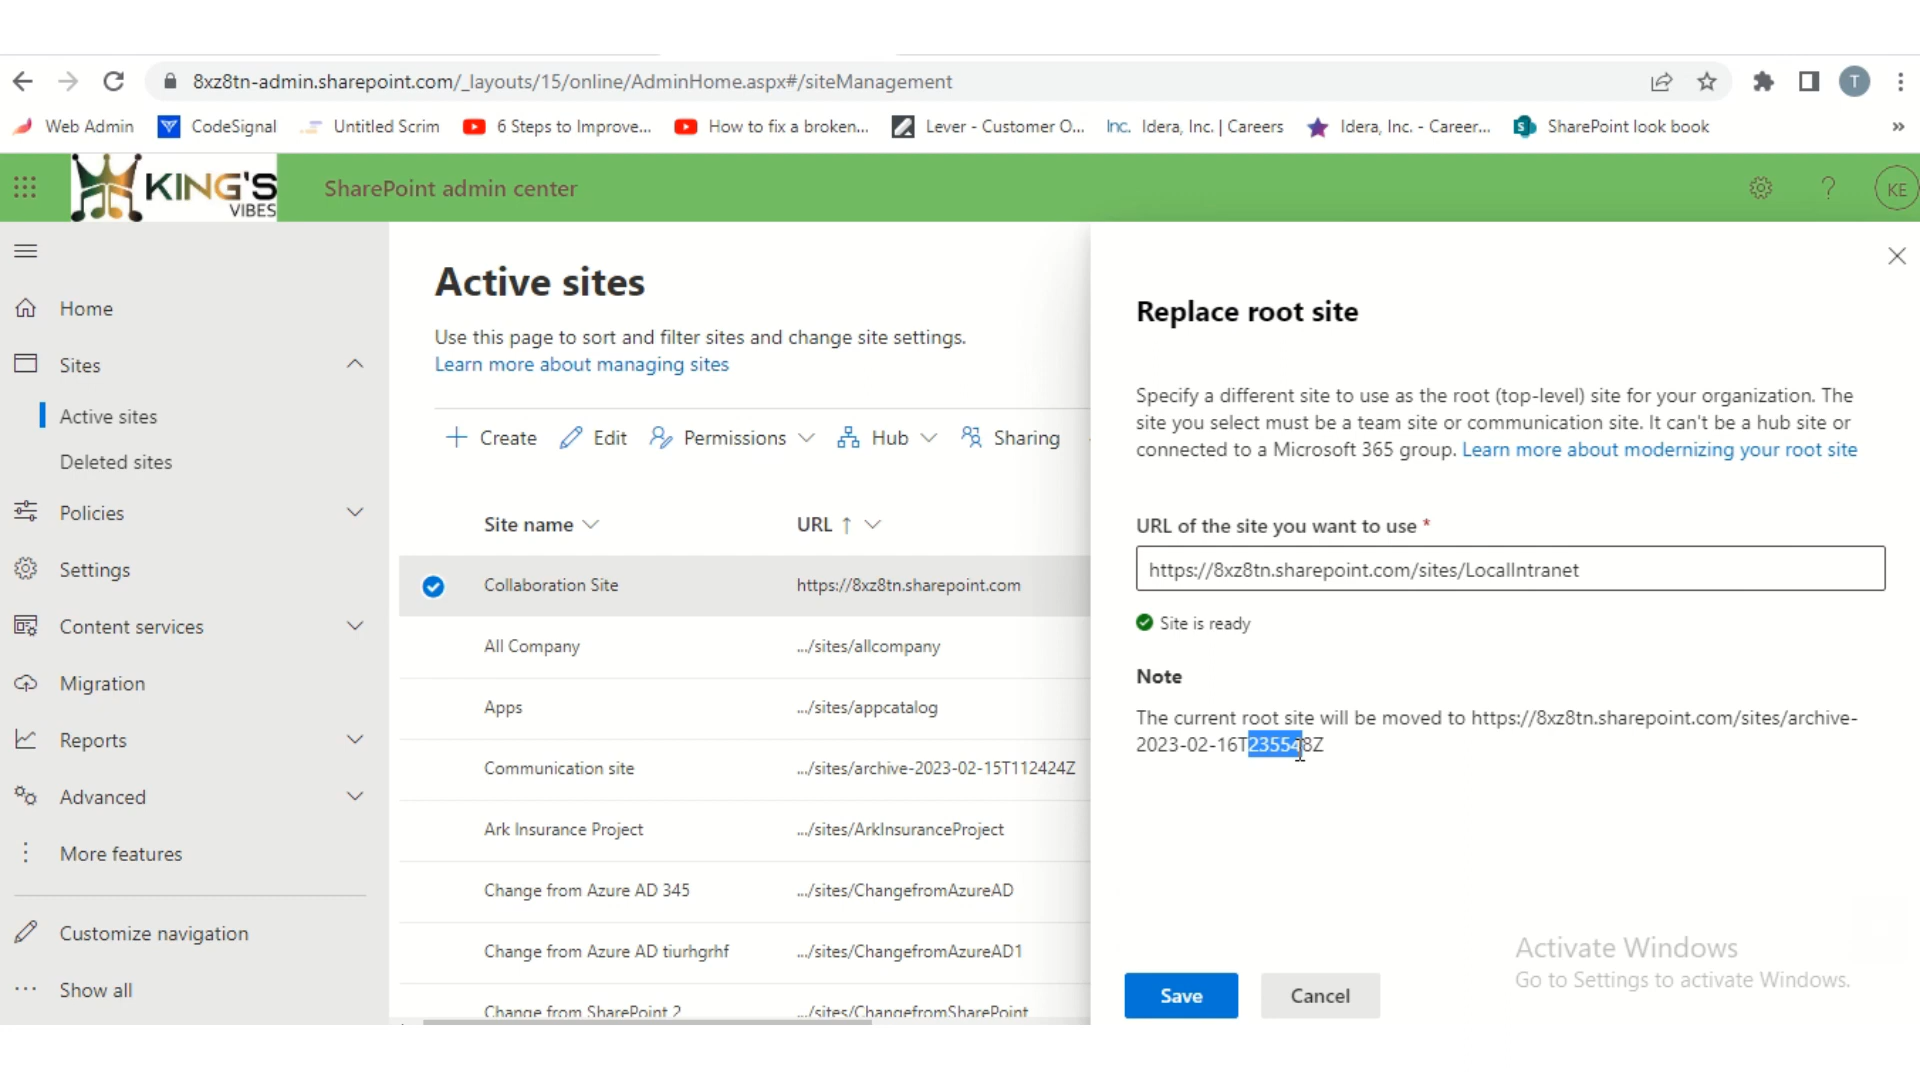 8xz8tn-admin.sharepoint.com/_layouts/15/online/AdminHome.aspx#/siteManagement
T
Web Admin
CodeSignal
Untitled Scrim
6 Steps to Improve...
How to fix a broken...
Lever - Customer O...
Inc. Idera, Inc. | Careers
Idera, Inc. - Career...
SharePoint look book
»
KING'S
VIBES
SharePoint admin center
?
KE
Home
Sites
Active sites
Deleted sites
Policies
Settings
Content services
Migration
Reports
Advanced
More features
Customize navigation
Show all
Active sites
Use this page to sort and filter sites and change site settings.
Learn more about managing sites
Create
Edit
Permissions
Hub
Sharing
Site name
URL ↑
Collaboration Site
https://8xz8tn.sharepoint.com
All Company
.../sites/allcompany
Apps
.../sites/appcatalog
Communication site
.../sites/archive-2023-02-15T112424Z
Ark Insurance Project
.../sites/ArkInsuranceProject
Change from Azure AD 345
.../sites/ChangefromAzureAD
Change from Azure AD tiurhgrhf
.../sites/ChangefromAzureAD1
Change from SharePoint 2
.../sites/ChangefromSharePoint
Replace root site
Specify a different site to use as the root (top-level) site for your organization. The
site you select must be a team site or communication site. It can't be a hub site or
connected to a Microsoft 365 group. Learn more about modernizing your root site
URL of the site you want to use *
https://8xz8tn.sharepoint.com/sites/LocalIntranet
Site is ready
Note
The current root site will be moved to https://8xz8tn.sharepoint.com/sites/archive-
2023-02-16T235548Z
Activate Windows
Go to Settings to activate Windows.
Save
Cancel